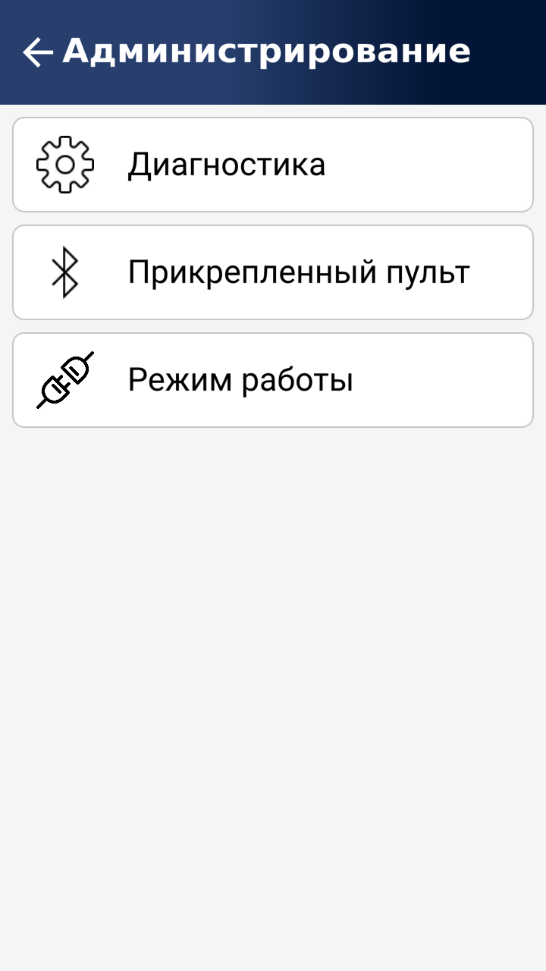 Администрирование
Диагностика
Прикрепленный пульт
Режим работы